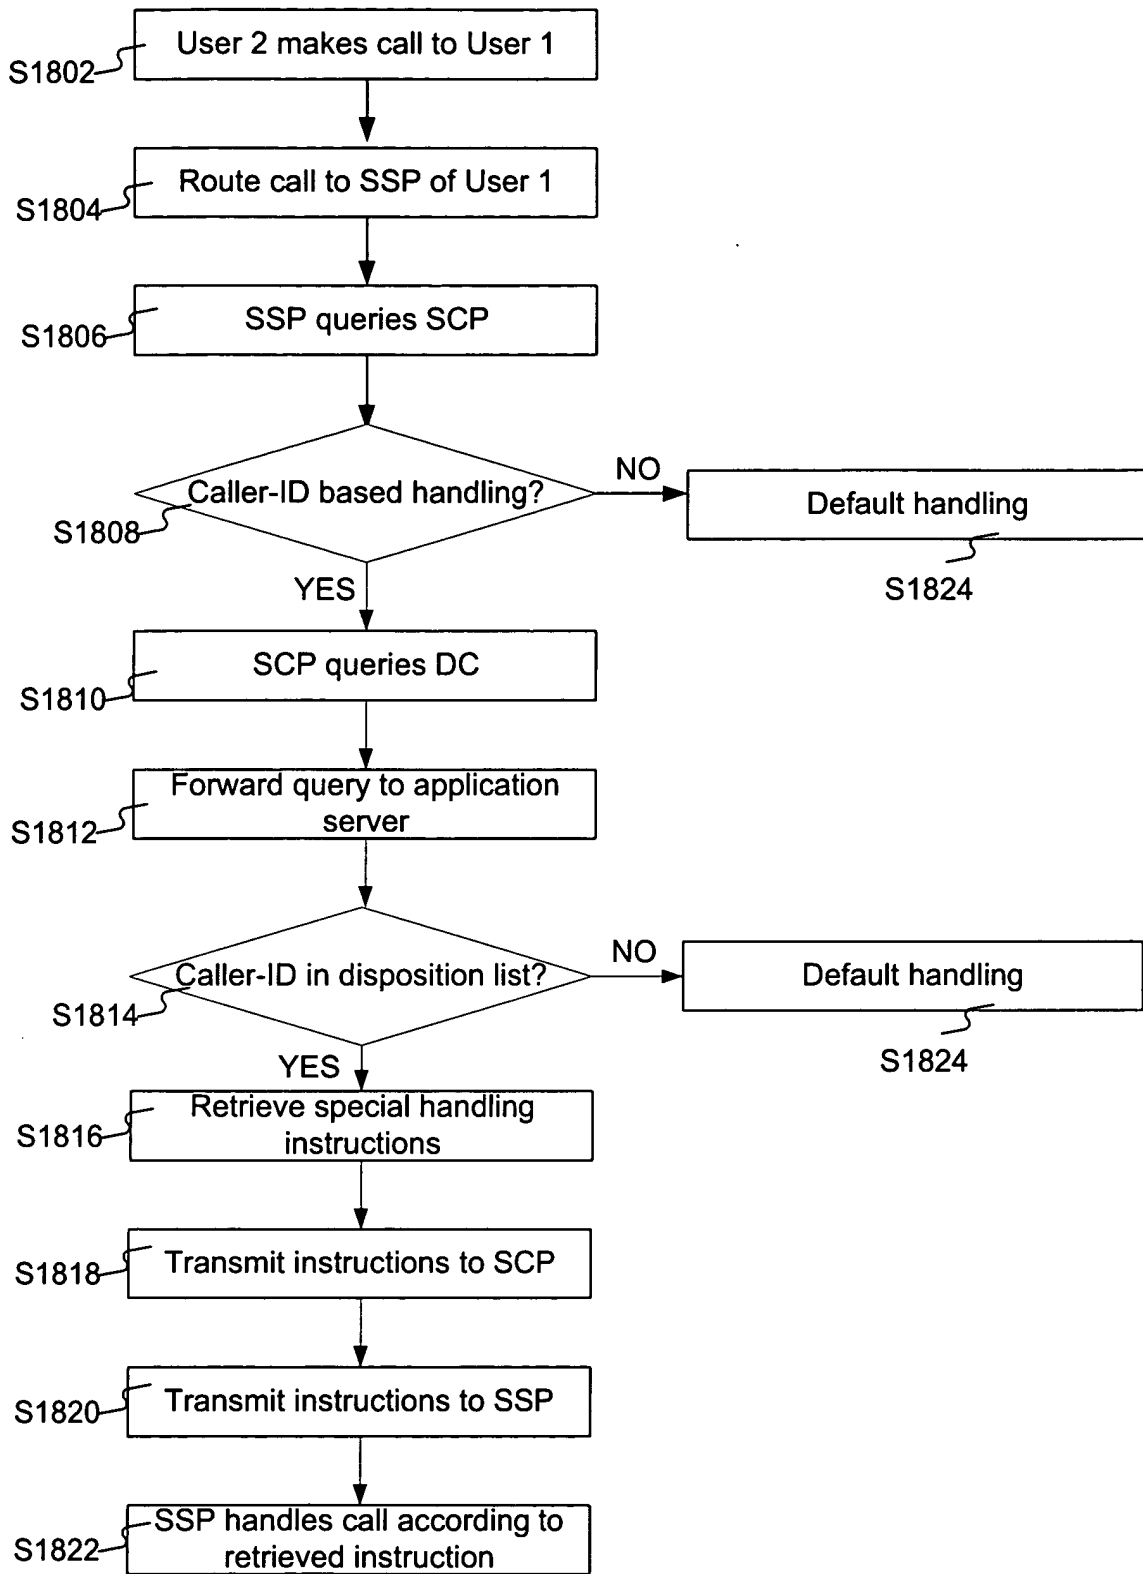 User 2 makes call to User 1
S1802
Route call to SSP of User 1
S1804
SSP queries SCP
S1806
Caller-ID based handling?
NO
Default handling
S1808
S1824
YES
SCP queries DC
S1810
Forward query to application
server
S1812
Caller-ID in disposition list?
NO
Default handling
S1814
S1824
YES
Retrieve special handling
instructions
S1816
Transmit instructions to SCP
S1818
Transmit instructions to SSP
S1820
SSP handles call according to
retrieved instruction
S1822